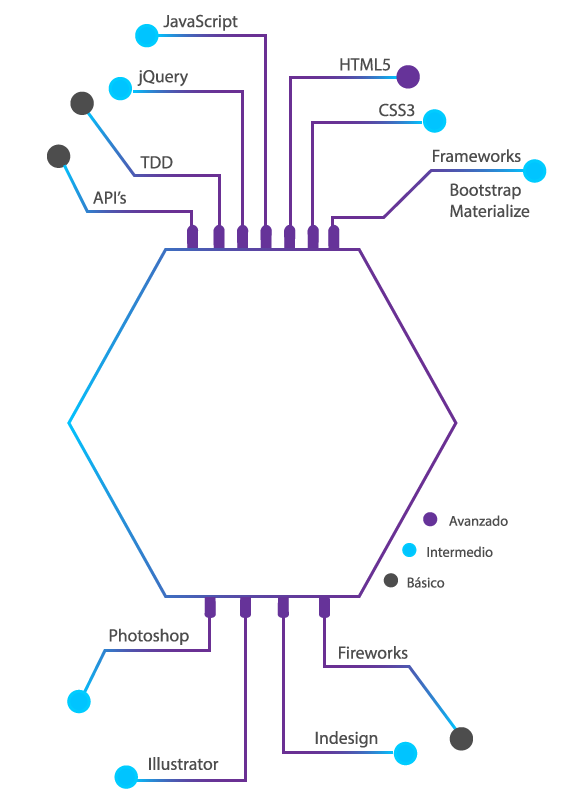 JavaScript
HTML5
jQuery
CSS3
TDD
Frameworks
API's
Bootstrap
Materialize
Avanzado
Intermedio
Básico
Photoshop
Fireworks
Indesign
Illustrator